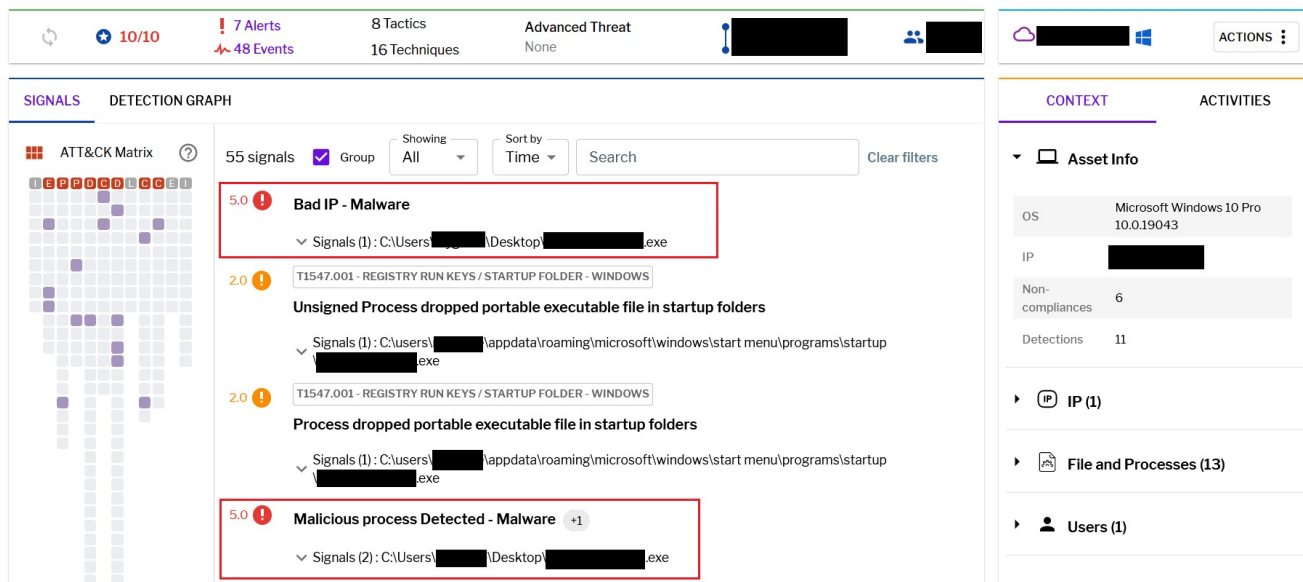 10/10
7 Alerts
48 Events
8 Tactics
16 Techniques
Advanced Threat
None
ACTIONS
SIGNALS
DETECTION GRAPH
ATT&CK Matrix
?
I E P P D C D L C C E I
55 signals
Group
Showing
All
Sort by
Time
Search
Clear filters
5.0
Bad IP - Malware
Signals (1) : C:\Users\ \Desktop\ .exe
2.0
T1547.001 - REGISTRY RUN KEYS / STARTUP FOLDER - WINDOWS
Unsigned Process dropped portable executable file in startup folders
Signals (1) : C:\users\ \appdata\roaming\microsoft\windows\start menu\programs\startup
\ .exe
2.0
T1547.001 - REGISTRY RUN KEYS / STARTUP FOLDER - WINDOWS
Process dropped portable executable file in startup folders
Signals (1) : C:\users\ \appdata\roaming\microsoft\windows\start menu\programs\startup
\ .exe
5.0
Malicious process Detected - Malware +1
Signals (2) : C:\Users\ \Desktop\ .exe
CONTEXT
ACTIVITIES
Asset Info
OS
Microsoft Windows 10 Pro
10.0.19043
IP
Non-
compliances
6
Detections
11
IP
IP (1)
File and Processes (13)
Users (1)